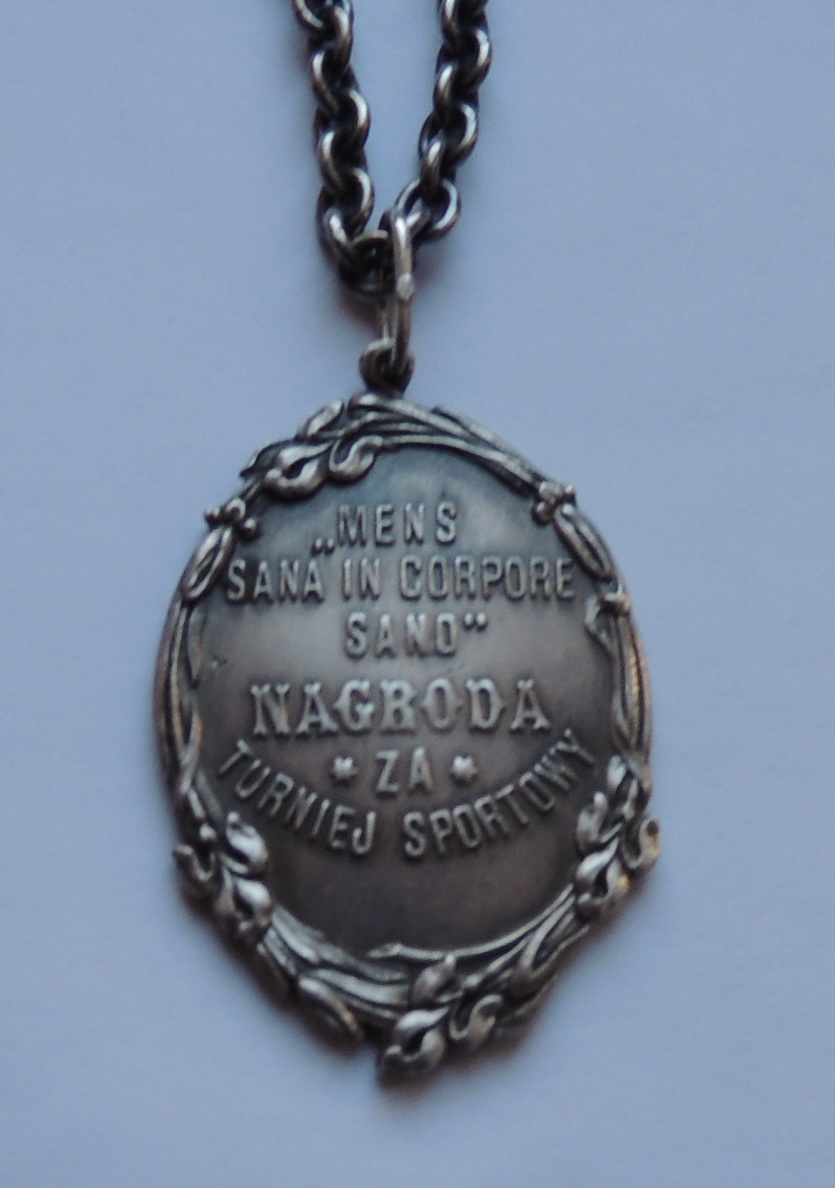 „MENS
SANA IN CORPORE
SANO”
NAGRODA
* ZA *
TURNIEJ SPORTOWY